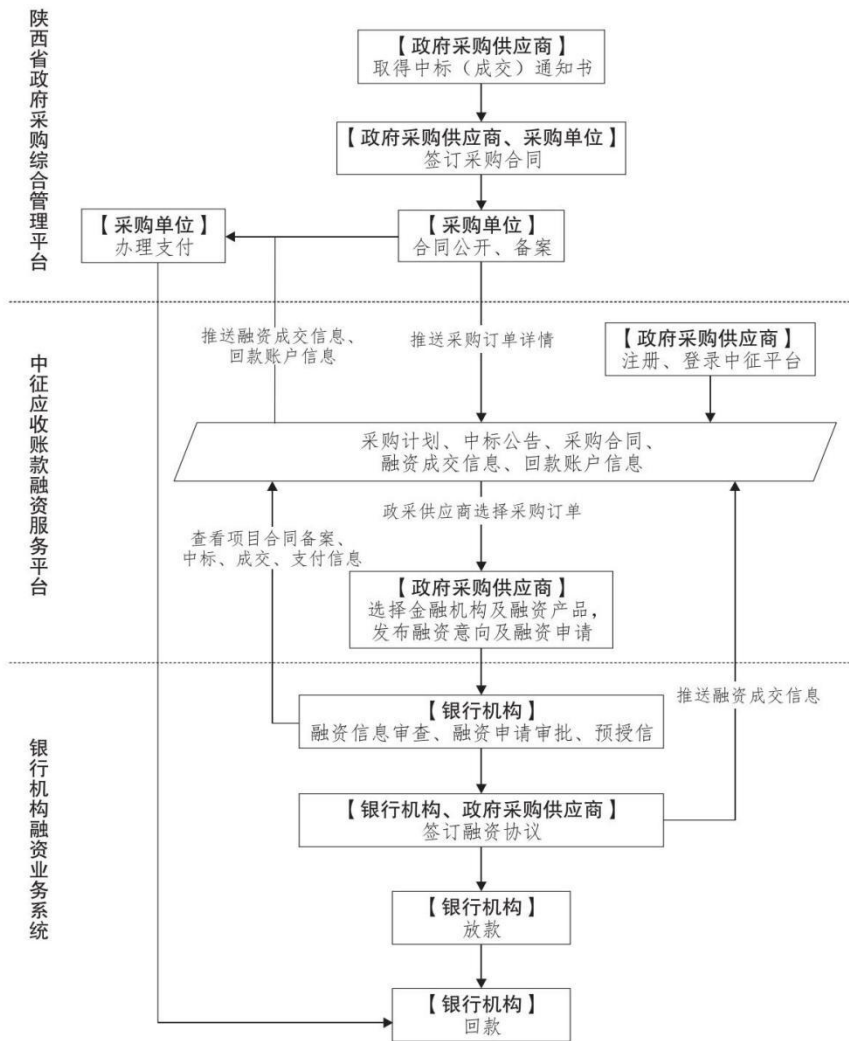 陕西省政府采购综合管理平台
【政府采购供应商】
取得中标（成交）通知书
【政府采购供应商、采购单位】
签订采购合同
【采购单位】
办理支付
【采购单位】
合同公开、备案
中征应收账款融资服务平台
推送融资成交信息、
回款账户信息
推送采购订单详情
【政府采购供应商】
注册、登录中征平台
采购计划、中标公告、采购合同、
融资成交信息、回款账户信息
政采供应商选择采购订单
查看项目合同备案、
中标、成交、支付信息
【政府采购供应商】
选择金融机构及融资产品，
发布融资意向及融资申请
银行机构融资业务系统
【银行机构】
融资信息审查、融资申请审批、预授信
推送融资成交信息
【银行机构、政府采购供应商】
签订融资协议
【银行机构】
放款
【银行机构】
回款